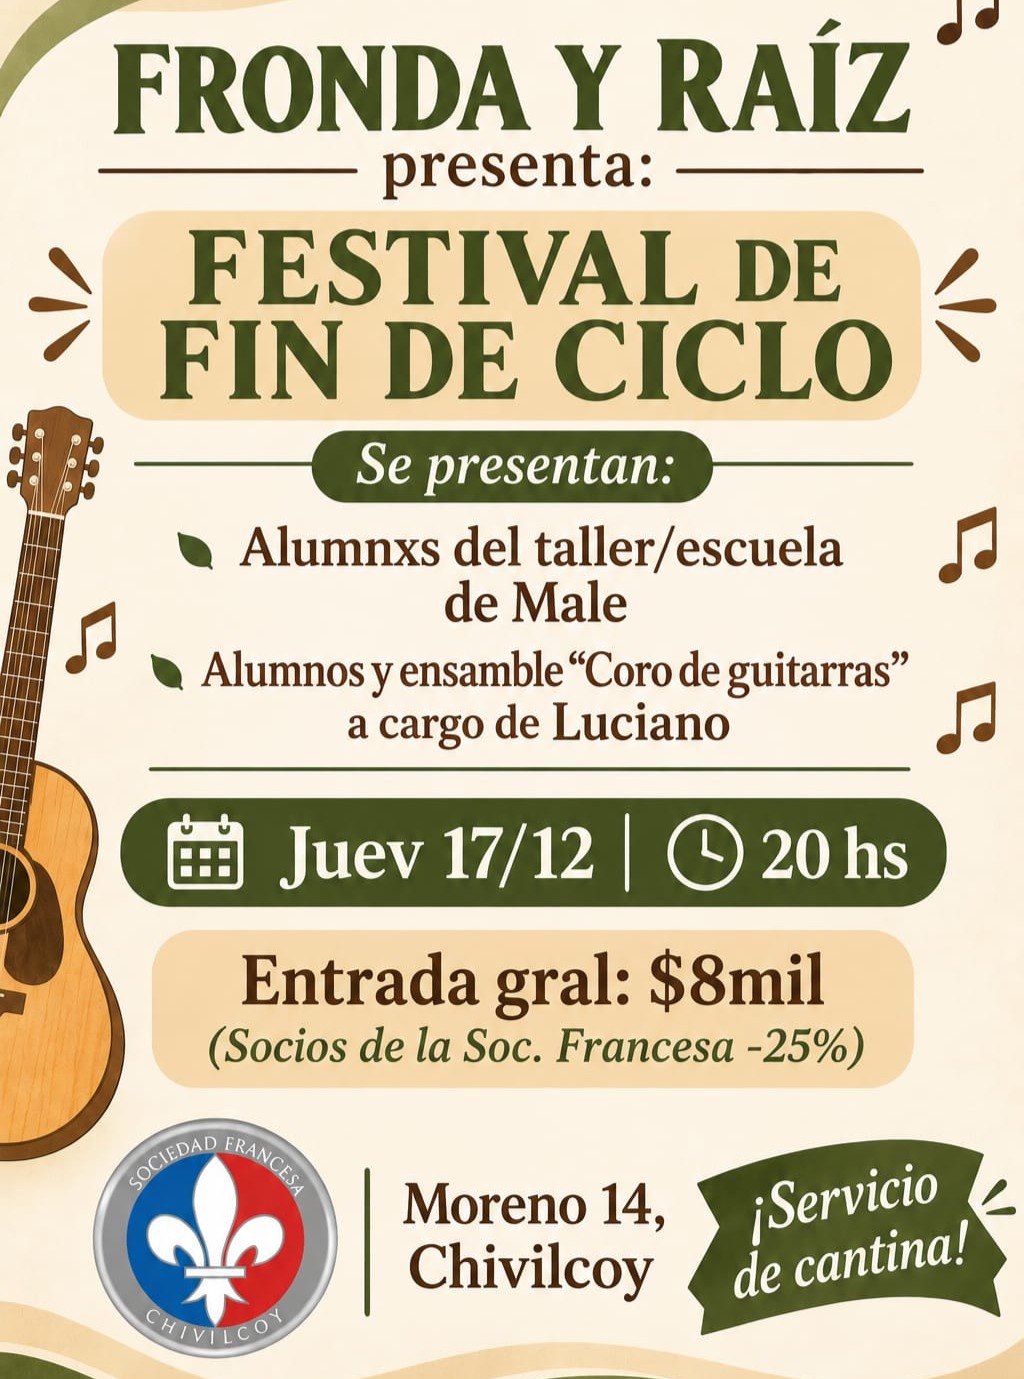 FRONDA Y RAÍZ
presenta:
FESTIVAL DE
FIN DE CICLO
Se presentan:
Alumnxs del taller/escuela
de Male
Alumnos y ensamble “Coro de guitarras”
a cargo de Luciano
Juev 17/12 | 20 hs
Entrada gral: $8mil
(Socios de la Soc. Francesa -25%)
SOCIEDAD FRANCESA
CHIVILCOY
Moreno 14,
Chivilcoy
¡Servicio
de cantina!